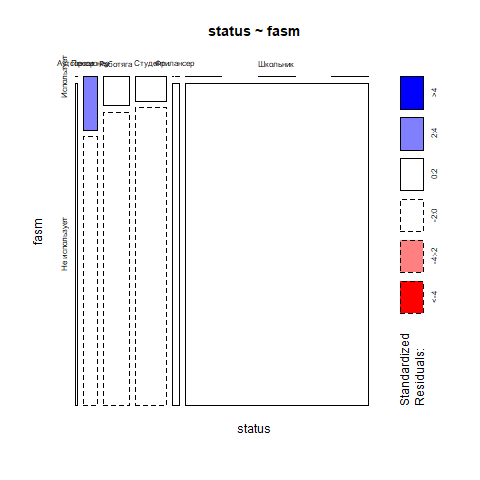 status ~ fasm
Работяга
Студент
Фрилансер
Школьник
Использует
Не использует
fasm
status
>4
2:4
0:2
-2:0
-4:-2
<-4
Standardized
Residuals: